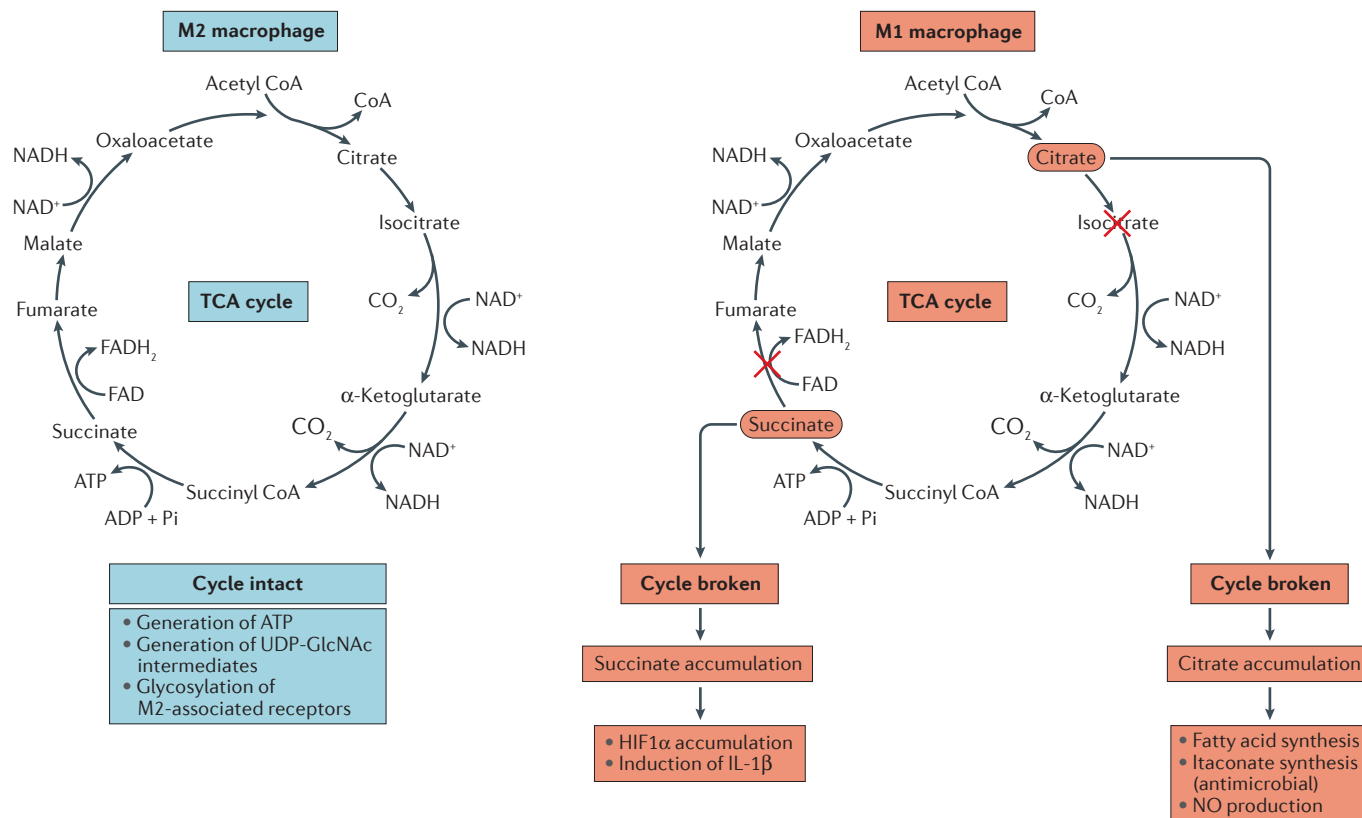 M2 macrophage
Acetyl CoA
CoA
Oxaloacetate
Citrate
NADH
NAD⁺
Isocitrate
Malate
CO₂
NAD⁺
TCA cycle
Fumarate
NADH
FADH₂
FAD
α-Ketoglutarate
Succinate
CO₂
NAD⁺
ATP
Succinyl CoA
NADH
ADP + Pi
Cycle intact
• Generation of ATP
• Generation of UDP-GlcNAc
intermediates
• Glycosylation of
M2-associated receptors
M1 macrophage
Acetyl CoA
CoA
Oxaloacetate
Citrate
NADH
NAD⁺
Isocitrate
Malate
CO₂
NAD⁺
TCA cycle
Fumarate
NADH
FADH₂
FAD
α-Ketoglutarate
Succinate
CO₂
NAD⁺
ATP
Succinyl CoA
NADH
ADP + Pi
Cycle broken
Succinate accumulation
• HIF1α accumulation
• Induction of IL-1β
Cycle broken
Citrate accumulation
• Fatty acid synthesis
• Itaconate synthesis
(antimicrobial)
• NO production